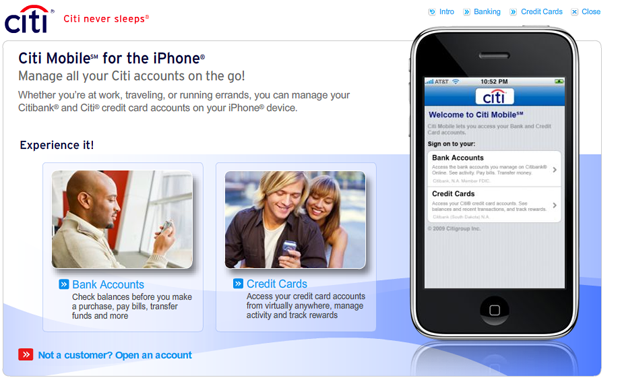 citi®
Citi never sleeps®
Intro Banking Credit Cards Close
Citi Mobile℠ for the iPhone®
Manage all your Citi accounts on the go!
Whether you're at work, traveling, or running errands, you can manage your
Citibank® and Citi® credit card accounts on your iPhone® device.
Experience it!
Bank Accounts
Check balances before you make
a purchase, pay bills, transfer
funds and more
Credit Cards
Access your credit card accounts
from virtually anywhere, manage
activity and track rewards
Not a customer? Open an account
AT&T 10:52 PM
citi
Welcome to Citi Mobile℠
Citi Mobile lets you access your Bank and Credit
Card accounts.
Sign on to your:
Bank Accounts
Access the bank accounts you manage on Citibank®
Online. See activity. Pay bills. Transfer money.
Citibank, N.A. Member FDIC.
Credit Cards
Access your Citi® credit card accounts. See
balances and recent transactions, and track rewards.
Citibank (South Dakota) N.A.
© 2009 Citigroup Inc.